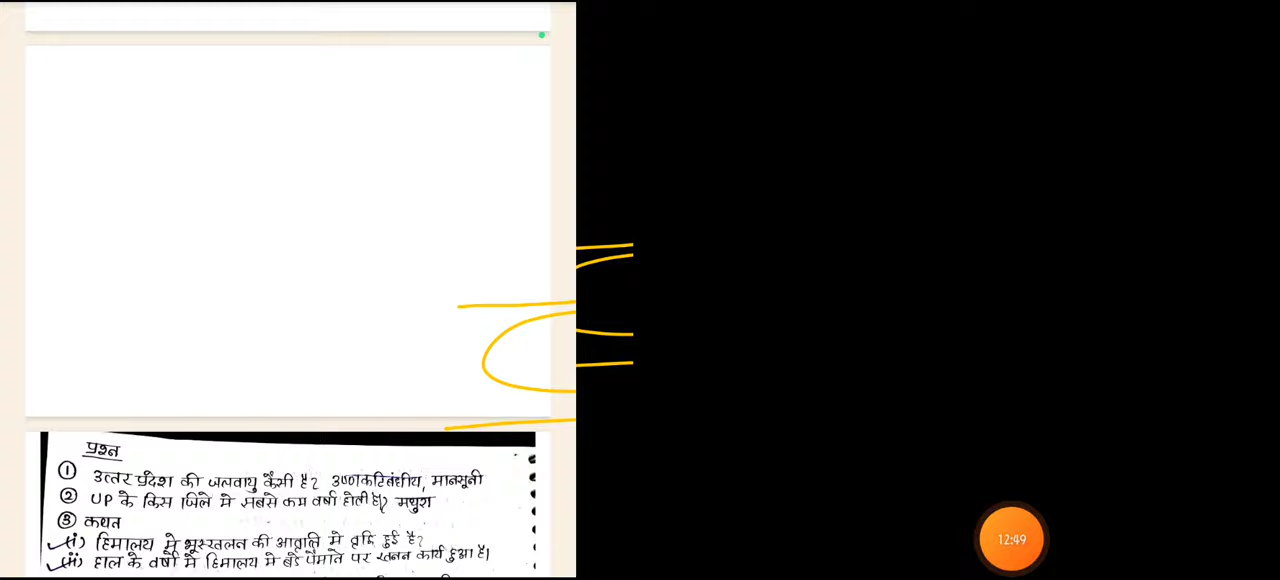 प्रश्न
① उत्तर प्रदेश की जलवायु कैसी है? उष्णकटिबंधीय, मानसूनी
② UP के किस जिले मे सबसे कम वर्षा होती है? मथुरा
③ कथन
(i) हिमालय मे भूस्खलन की आवृति मे वृद्धि हुई है?
(ii) हाल के वर्षो मे हिमालय मे बडे पैमाने पर खनन कार्य हुआ है।
12:49